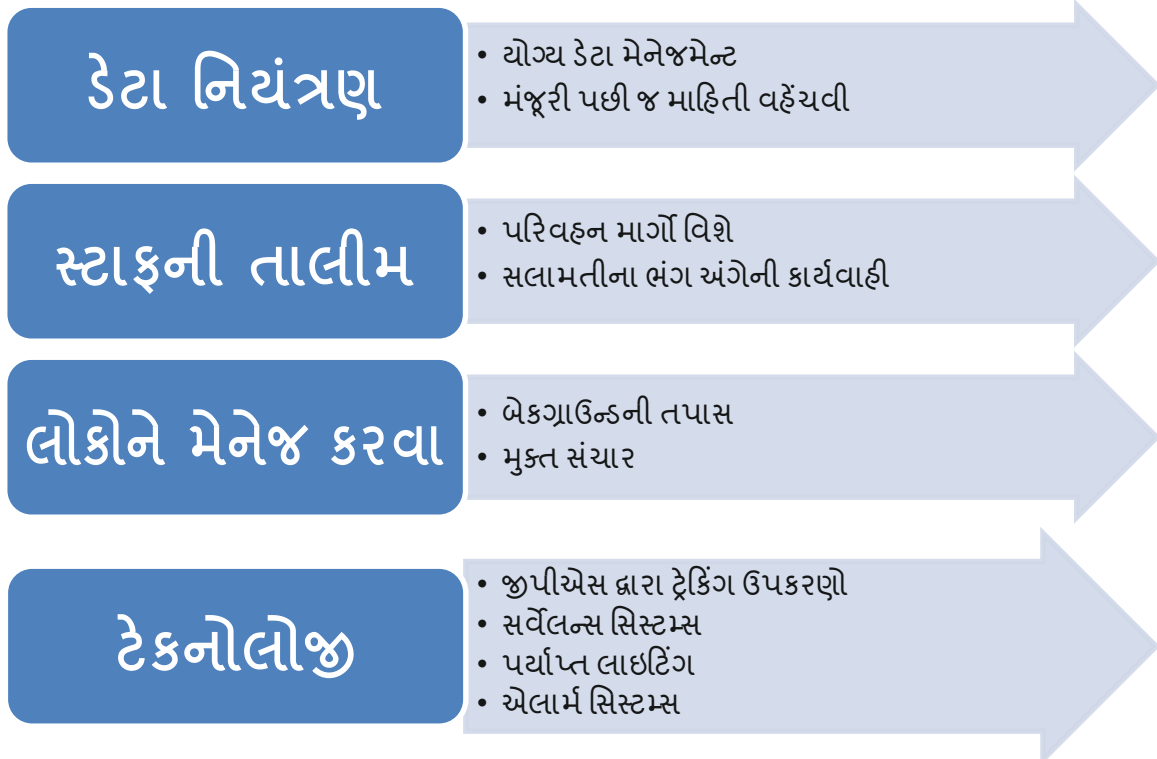 ડેટા નિયંત્રણ
• યોગ્ય ડેટા મેનેજમેન્ટ
• મંજૂરી પછી જ માહિતી વહેંચવી
સ્ટાફની તાલીમ
• પરિવહન માર્ગો વિશે
• સલામતીના ભંગ અંગેની કાર્યવાહી
લોકોને મેનેજ કરવા
• બેકગ્રાઉન્ડની તપાસ
• મુક્ત સંચાર
ટેકનોલોજી
• જીપીએસ દ્વારા ટ્રેકિંગ ઉપકરણો
• સર્વેલન્સ સિસ્ટમ્સ
• પર્યાપ્ત લાઇટિંગ
• એલાર્મ સિસ્ટમ્સ